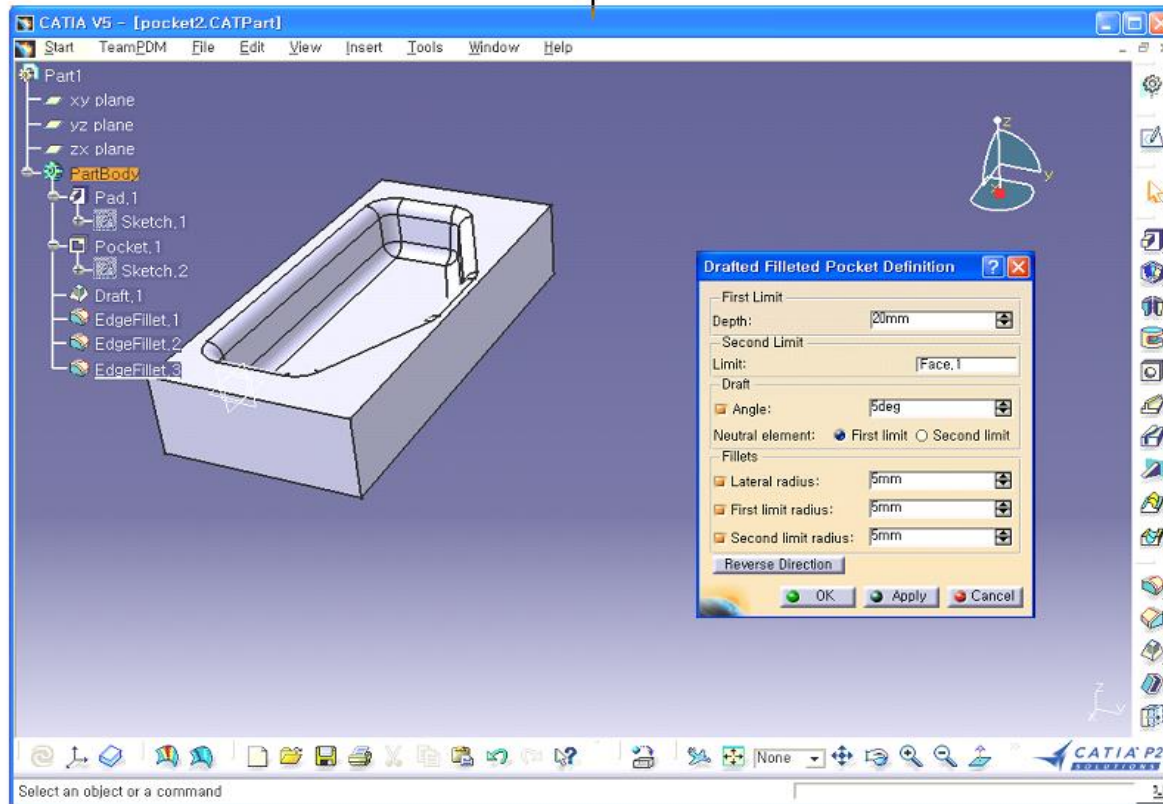 CATIA V5 - [pocket2.CATPart]
Start TeamPDM File Edit View Insert Tools Window Help
Part1
xy plane
yz plane
zx plane
PartBody
Pad.1
Sketch.1
Pocket.1
Sketch.2
Draft.1
EdgeFillet.1
EdgeFillet.2
EdgeFillet.3
z
y
Drafted Filleted Pocket Definition
First Limit
Depth: 20mm
Second Limit
Limit: Face.1
Draft
Angle: 5deg
Neutral element: First limit Second limit
Fillets
Lateral radius: 5mm
First limit radius: 5mm
Second limit radius: 5mm
Reverse Direction
OK Apply Cancel
z
x y
None
CATIA P2
SOLUTIONS
Select an object or a command